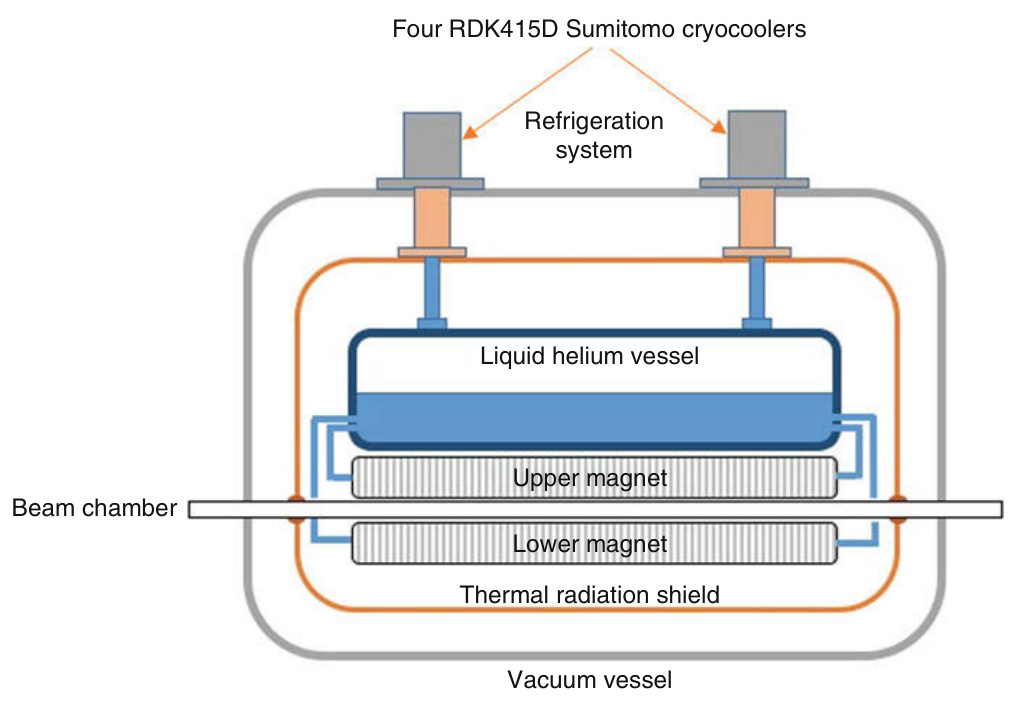 Four RDK415D Sumitomo cryocoolers
Refrigeration
system
Liquid helium vessel
Upper magnet
Beam chamber
Lower magnet
Thermal radiation shield
Vacuum vessel